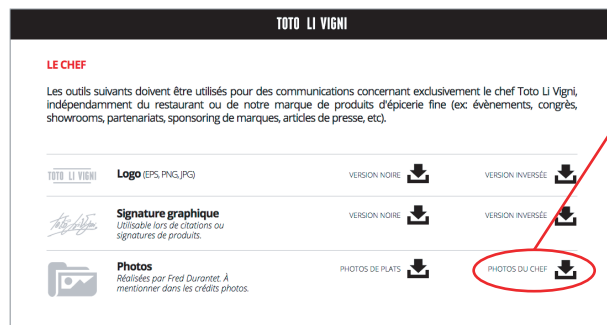 TOTO LI VIGNI
LE CHEF
Les outils suivants doivent être utilisés pour des communications concernant exclusivement le chef Toto Li Vigni,
indépendamment du restaurant ou de notre marque de produits d'épicerie fine (ex: évènements, congrès,
showrooms, partenariats, sponsoring de marques, articles de presse, etc).
TOTO LI VIGNI Logo (EPS, PNG, JPG) VERSION NOIRE VERSION INVERSÉE
Signature graphique VERSION NOIRE VERSION INVERSÉE
Utilisable lors de citations ou
signatures de produits.
Photos PHOTOS DE PLATS PHOTOS DU CHEF
Réalisées par Fred Durantet. À
mentionner dans les crédits photos.